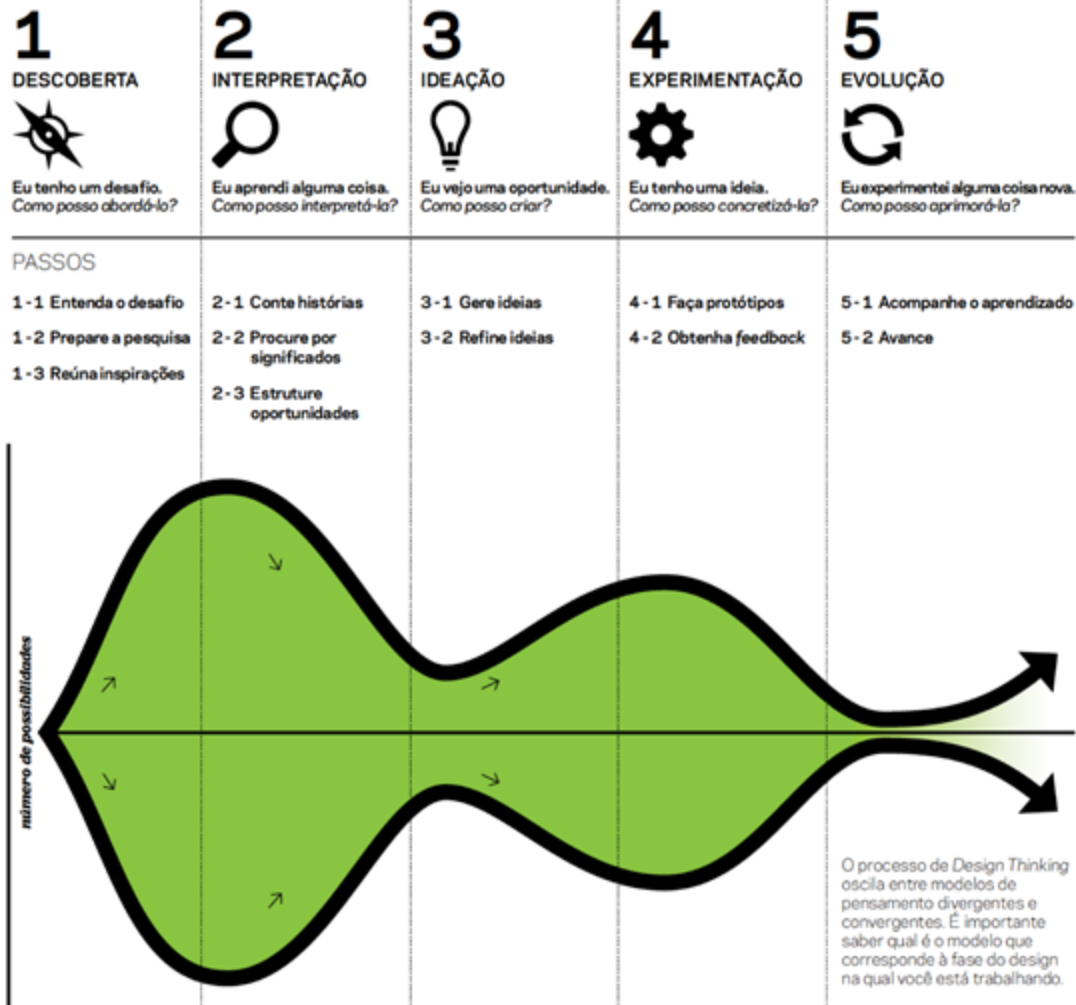 1
DESCOBERTA
Eu tenho um desafio.
Como posso abordá-lo?
2
INTERPRETAÇÃO
Eu aprendi alguma coisa.
Como posso interpretá-la?
3
IDEAÇÃO
Eu vejo uma oportunidade.
Como posso criar?
4
EXPERIMENTAÇÃO
Eu tenho uma ideia.
Como posso concretizá-la?
5
EVOLUÇÃO
Eu experimentei alguma coisa nova.
Como posso aprimorá-la?
PASSOS
1-1 Entenda o desafio
1-2 Prepare a pesquisa
1-3 Reúna inspirações
2-1 Conte histórias
2-2 Procure por
significados
2-3 Estruture
oportunidades
3-1 Gere ideias
3-2 Refine ideias
4-1 Faça protótipos
4-2 Obtenha feedback
5-1 Acompanhe o aprendizado
5-2 Avance
número de possibilidades
O processo de Design Thinking
oscila entre modelos de
pensamento divergentes e
convergentes. É importante
saber qual é o modelo que
corresponde à fase do design
na qual você está trabalhando.